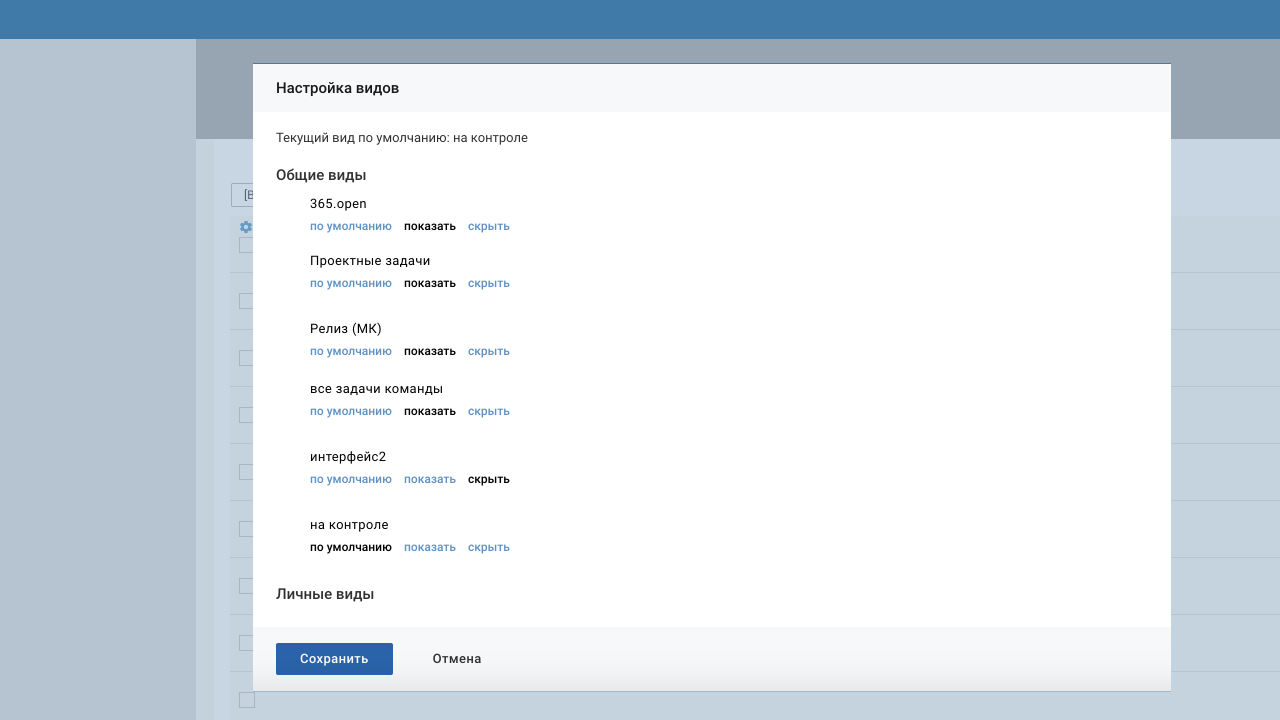 Настройка видов
Текущий вид по умолчанию: на контроле
Общие виды
365.open
по умолчанию показать скрыть
Проектные задачи
по умолчанию показать скрыть
Релиз (МК)
по умолчанию показать скрыть
все задачи команды
по умолчанию показать скрыть
интерфейс2
по умолчанию показать скрыть
на контроле
по умолчанию показать скрыть
Личные виды
Сохранить Отмена